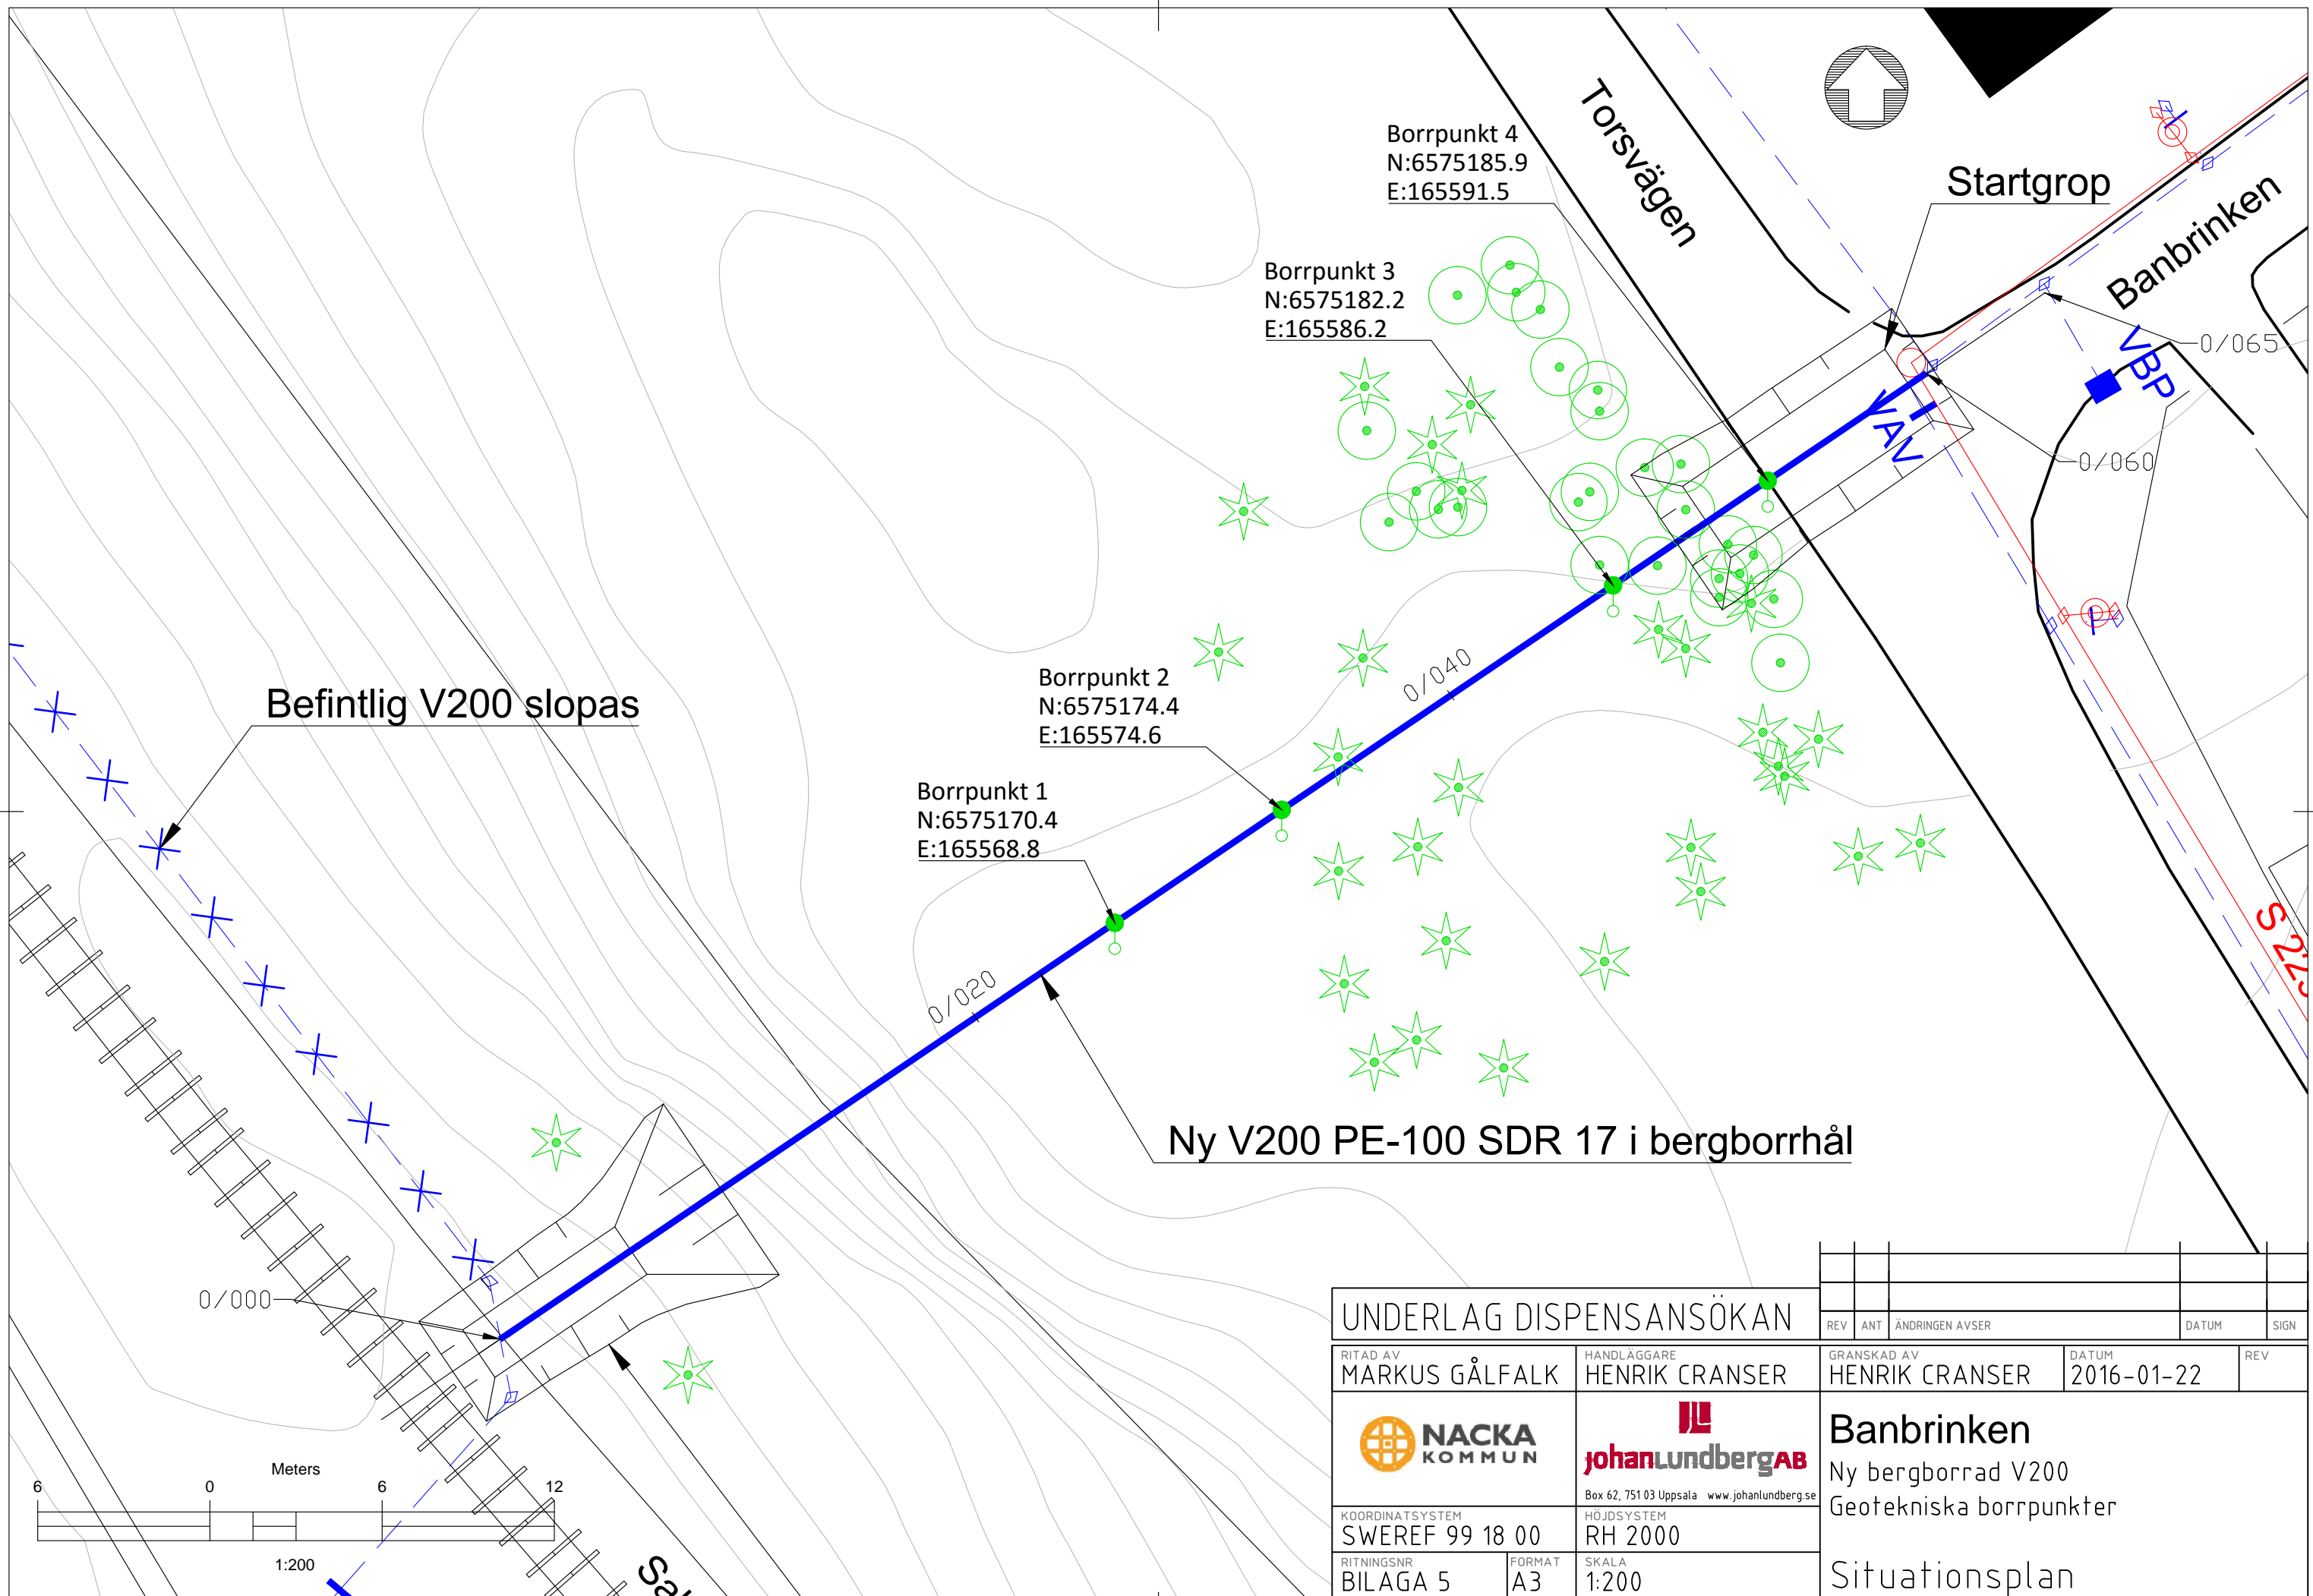 Borrpunkt 4
N:6575185.9
E:165591.5
Torsvägen
Startgrop
Banbrinken
Borrpunkt 3
N:6575182.2
E:165586.2
0/065
VBP
VAV
0/060
Borrpunkt 2
N:6575174.4
E:165574.6
0/040
Befintlig V200 slopas
Borrpunkt 1
N:6575170.4
E:165568.8
0/020
S 225
Ny V200 PE-100 SDR 17 i bergborrhål
0/000
Meters
6 0 6 12
1:200
UNDERLAG DISPENSANSÖKAN
REV ANT ÄNDRINGEN AVSER DATUM SIGN
RITAD AV
MARKUS GÅLFALK
HANDLÄGGARE
HENRIK CRANSER
GRANSKAD AV
HENRIK CRANSER
DATUM
2016-01-22
REV
NACKA
KOMMUN
johanlundbergAB
Box 62, 751 03 Uppsala www.johanlundberg.se
Banbrinken
Ny bergborrad V200
Geotekniska borrpunkter
Situationsplan
KOORDINATSYSTEM
SWEREF 99 18 00
HÖJDSYSTEM
RH 2000
RITNINGSNR
BILAGA 5
FORMAT
A3
SKALA
1:200